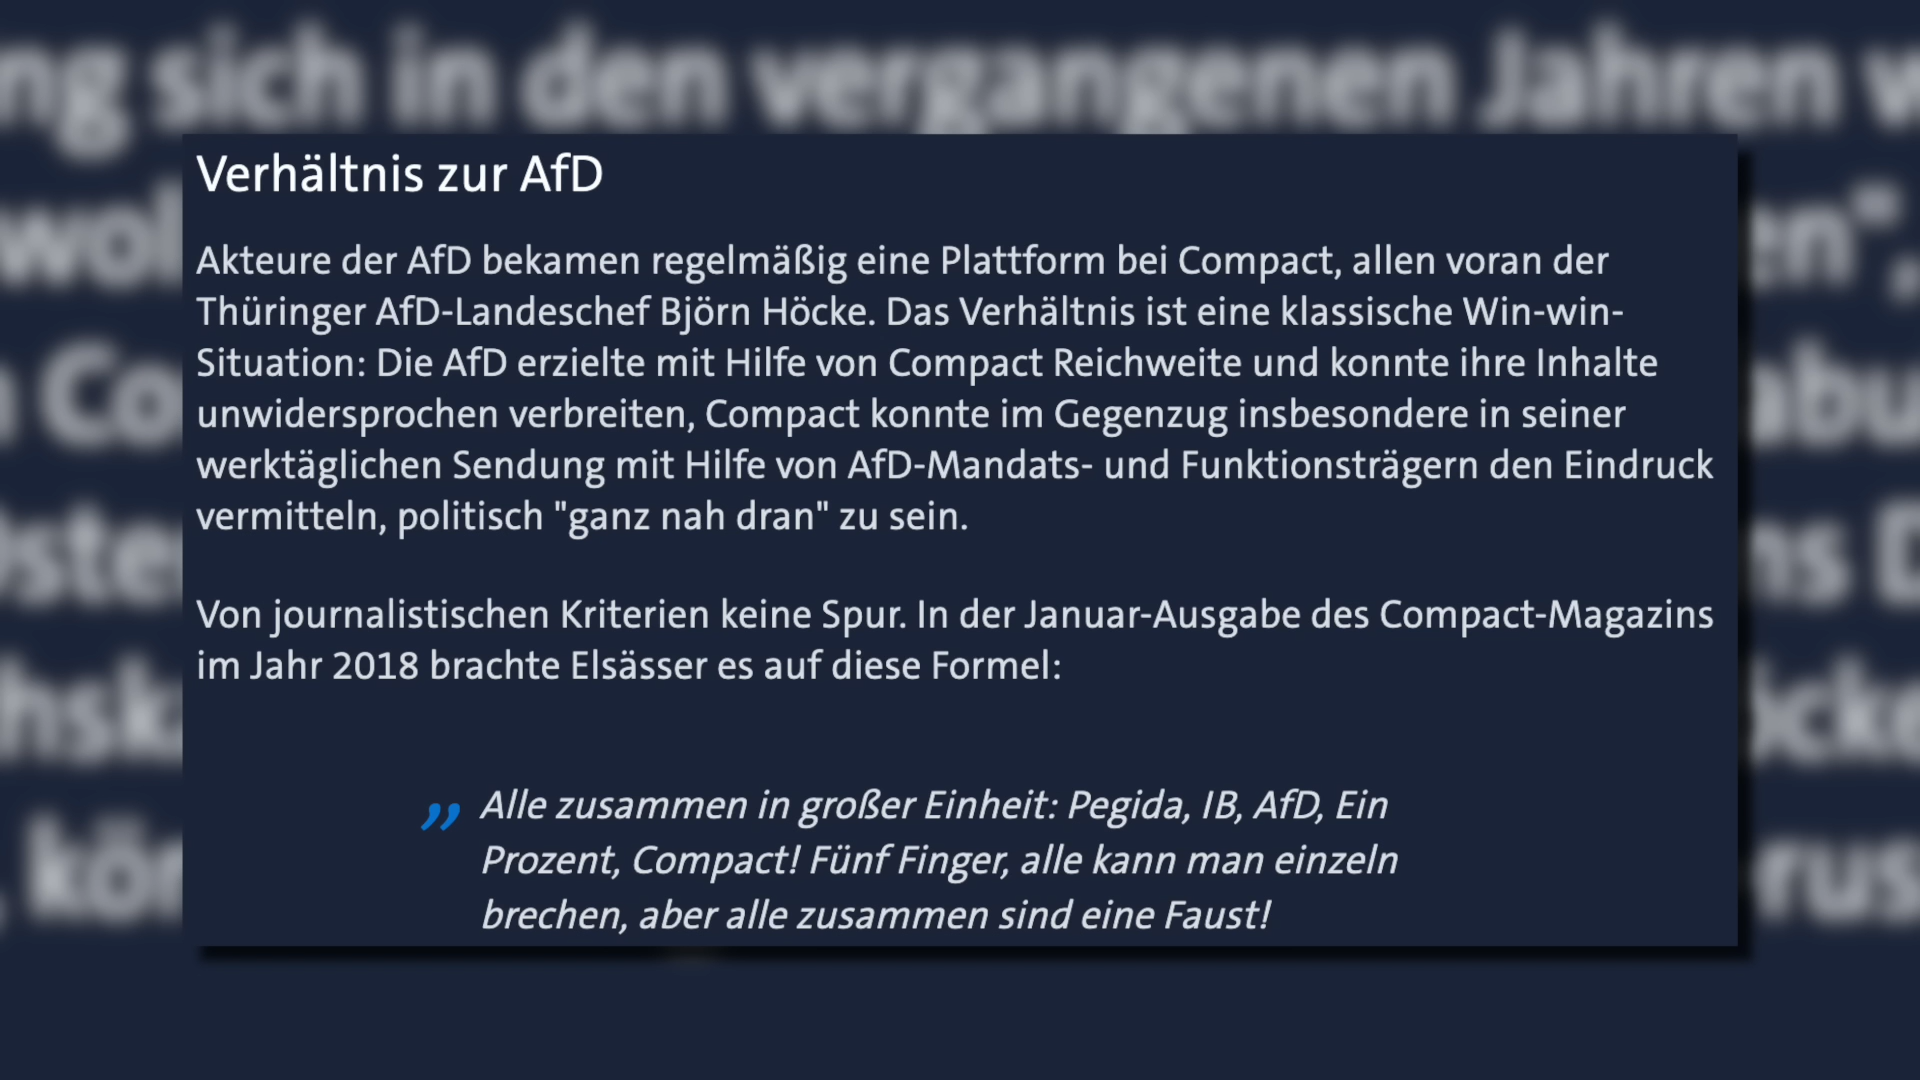 Verhältnis zur AfD
Akteure der AfD bekamen regelmäßig eine Plattform bei Compact, allen voran der
Thüringer AfD-Landeschef Björn Höcke. Das Verhältnis ist eine klassische Win-win-
Situation: Die AfD erzielte mit Hilfe von Compact Reichweite und konnte ihre Inhalte
unwidersprochen verbreiten, Compact konnte im Gegenzug insbesondere in seiner
werktäglichen Sendung mit Hilfe von AfD-Mandats- und Funktionsträgern den Eindruck
vermitteln, politisch "ganz nah dran" zu sein.
Von journalistischen Kriterien keine Spur. In der Januar-Ausgabe des Compact-Magazins
im Jahr 2018 brachte Elsässer es auf diese Formel:
„ Alle zusammen in großer Einheit: Pegida, IB, AfD, Ein
Prozent, Compact! Fünf Finger, alle kann man einzeln
brechen, aber alle zusammen sind eine Faust!